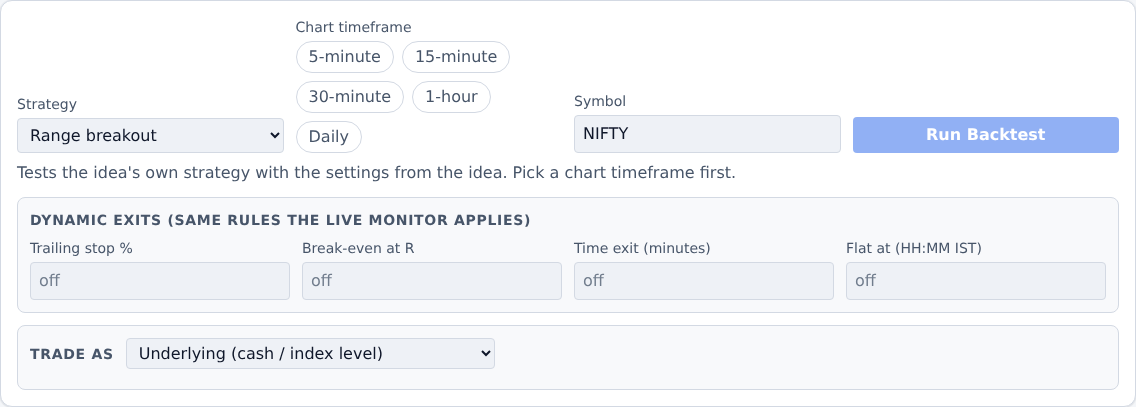 Chart timeframe
5-minute 15-minute
30-minute 1-hour
Daily
Strategy
Range breakout
Symbol
NIFTY
Run Backtest
Tests the idea's own strategy with the settings from the idea. Pick a chart timeframe first.
DYNAMIC EXITS (SAME RULES THE LIVE MONITOR APPLIES)
Trailing stop % Break-even at R Time exit (minutes) Flat at (HH:MM IST)
off off off off
TRADE AS Underlying (cash / index level)